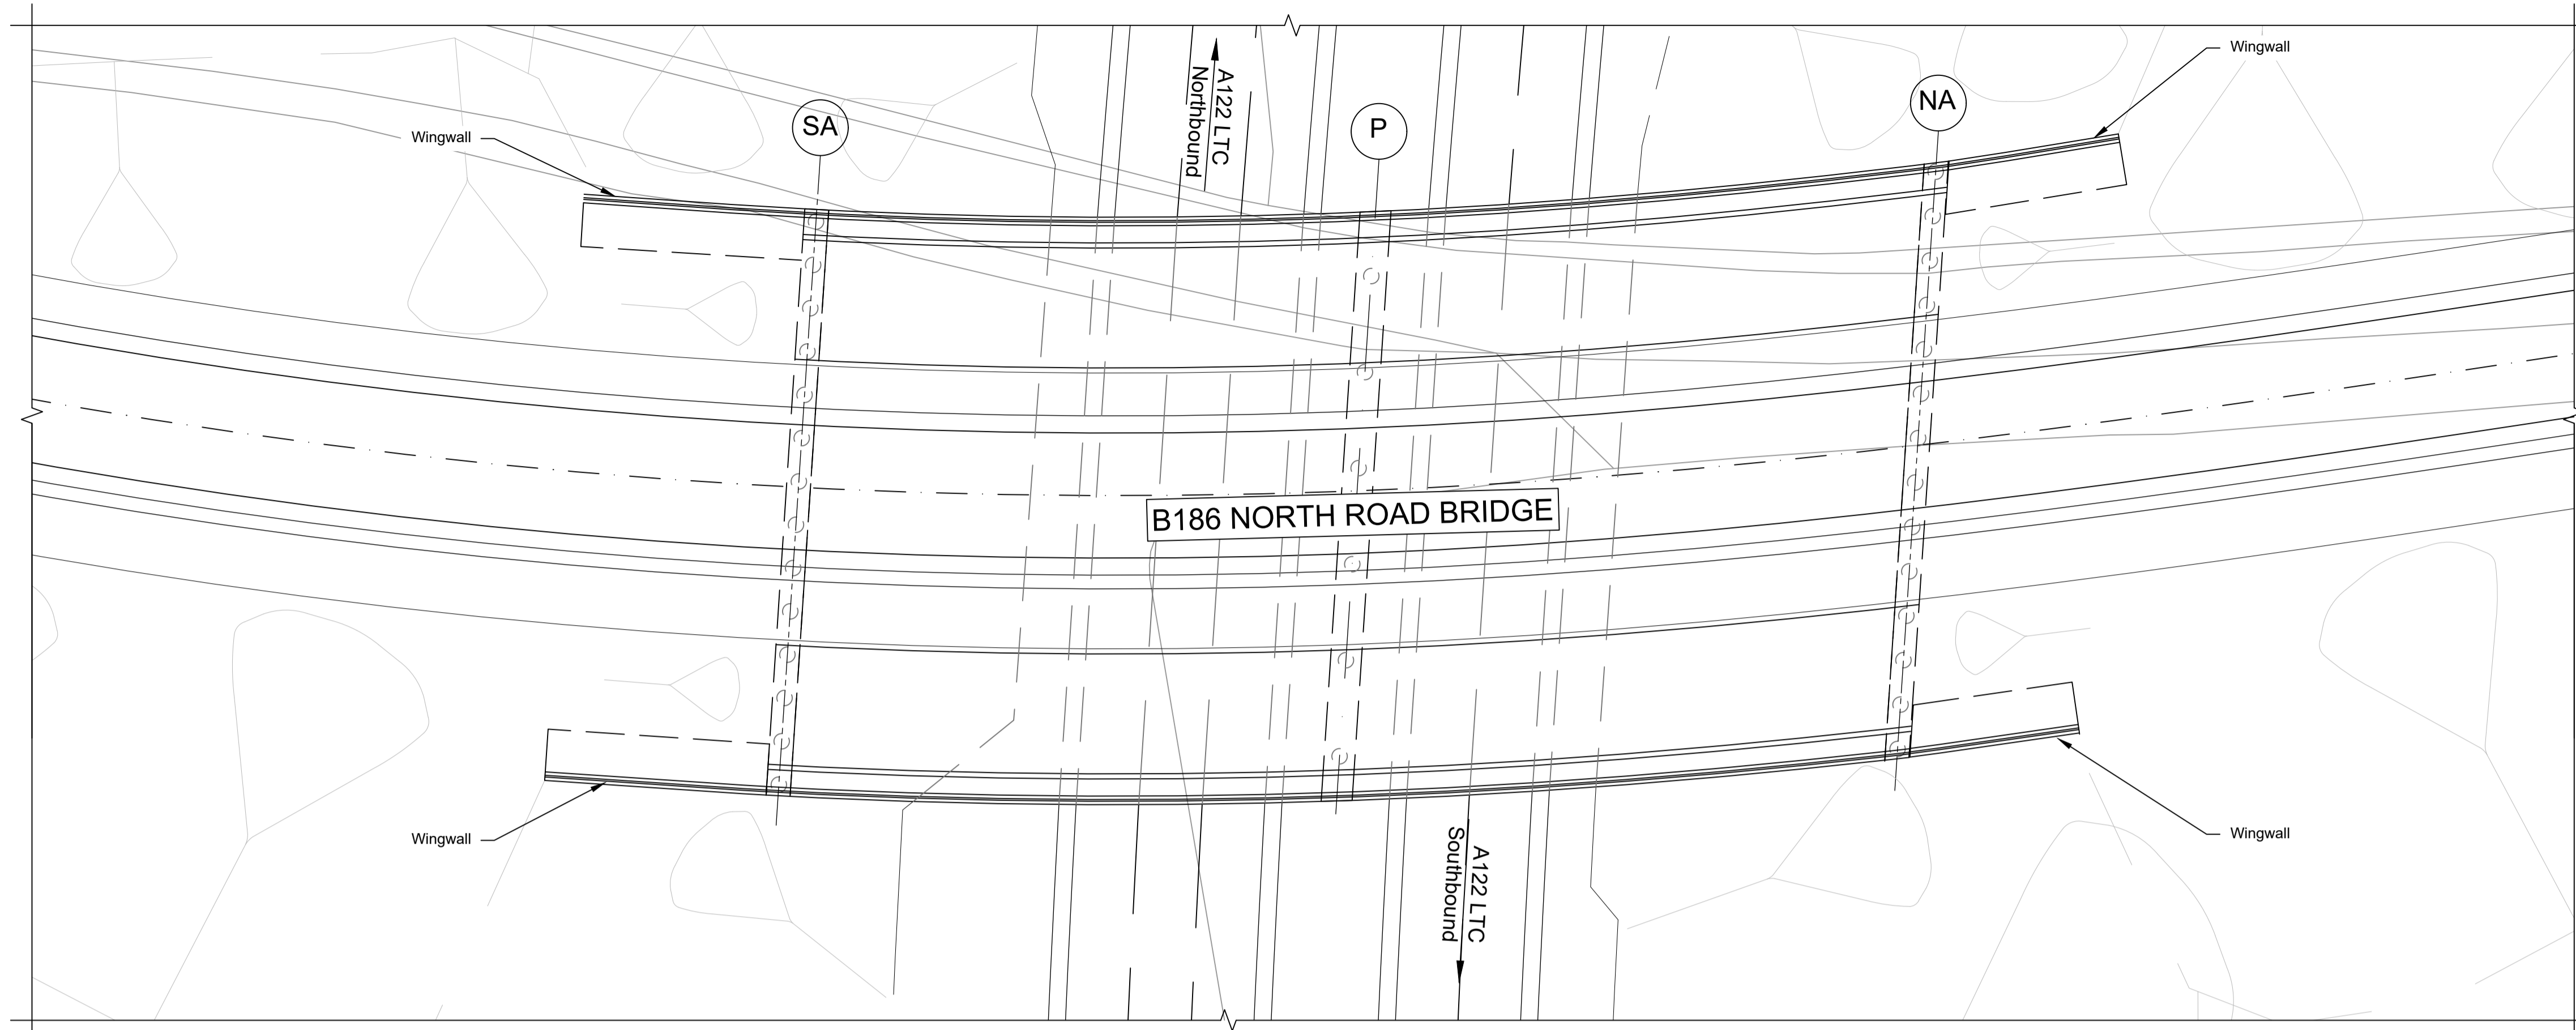 Wingwall
A122 LTC
Northbound
NA
SA
P
Wingwall
B186 NORTH ROAD BRIDGE
A122 LTC
Southbound
Wingwall
Wingwall